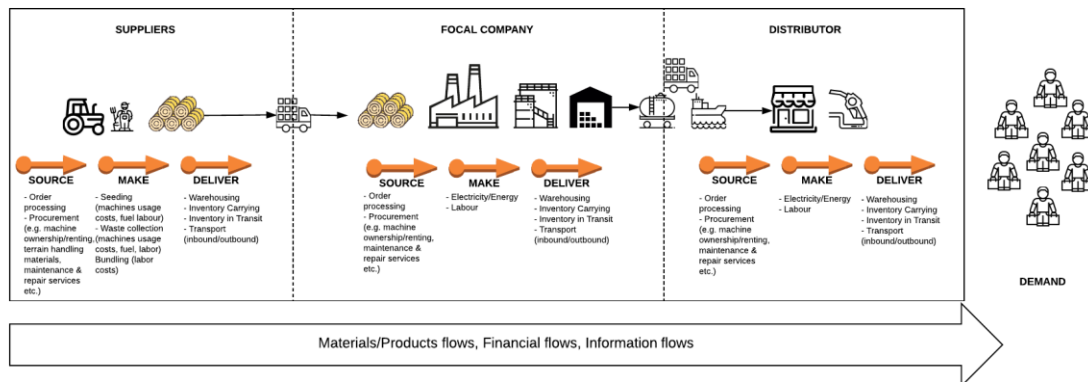 SUPPLIERS
FOCAL COMPANY
DISTRIBUTOR
SOURCE
- Order
processing
- Procurement
(e.g. machine
ownership/renting,
terrain handling
materials,
maintenance &
repair services
etc.)
MAKE
- Seeding
(machines usage
costs, fuel labour)
- Waste collection
(machines usage
costs, fuel, labor)
Bundling (labor
costs)
DELIVER
- Warehousing
- Inventory Carrying
- Inventory in Transit
- Transport
(inbound/outbound)
SOURCE
- Order
processing
- Procurement
(e.g. machine
ownership/renting,
maintenance &
repair services
etc.)
MAKE
- Electricity/Energy
- Labour
DELIVER
- Warehousing
- Inventory Carrying
- Inventory in Transit
- Transport
(inbound/outbound)
SOURCE
- Order
processing
- Procurement
(e.g. machine
ownership/renting,
maintenance &
repair services
etc.)
MAKE
- Electricity/Energy
- Labour
DELIVER
- Warehousing
- Inventory Carrying
- Inventory in Transit
- Transport
(inbound/outbound)
DEMAND
Materials/Products flows, Financial flows, Information flows